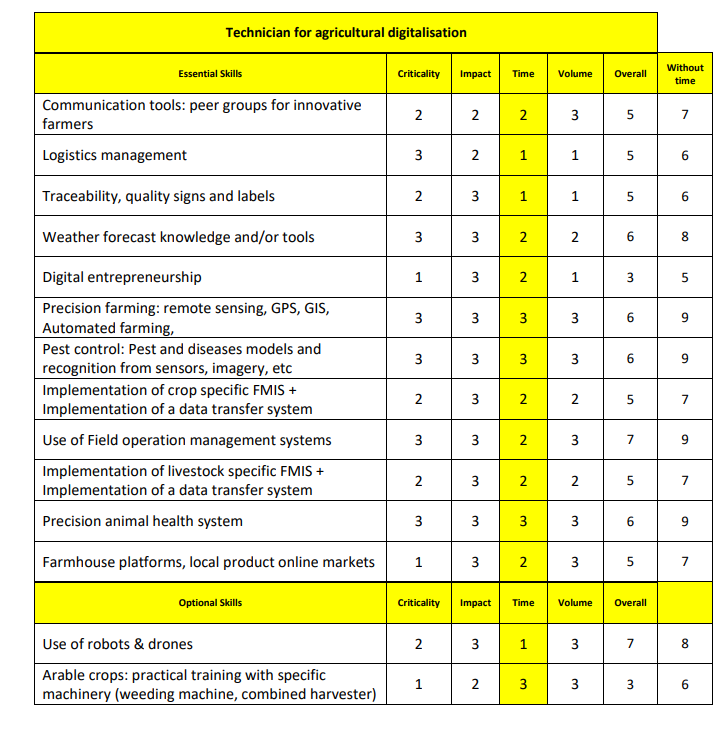 Technician for agricultural digitalisation
Essential Skills Criticality Impact Time Volume Overall Without time
Communication tools: peer groups for innovative
farmers 2 2 2 3 5 7
Logistics management 3 2 1 1 5 6
Traceability, quality signs and labels 2 3 1 1 5 6
Weather forecast knowledge and/or tools 3 3 2 2 6 8
Digital entrepreneurship 1 3 2 1 3 5
Precision farming: remote sensing, GPS, GIS,
Automated farming, 3 3 3 3 6 9
Pest control: Pest and diseases models and
recognition from sensors, imagery, etc 3 3 3 3 6 9
Implementation of crop specific FMIS +
Implementation of a data transfer system 2 3 2 2 5 7
Use of Field operation management systems 3 3 2 3 7 9
Implementation of livestock specific FMIS +
Implementation of a data transfer system 2 3 2 2 5 7
Precision animal health system 3 3 3 3 6 9
Farmhouse platforms, local product online markets 1 3 2 3 5 7
Optional Skills Criticality Impact Time Volume Overall
Use of robots & drones 2 3 1 3 7 8
Arable crops: practical training with specific
machinery (weeding machine, combined harvester) 1 2 3 3 3 6